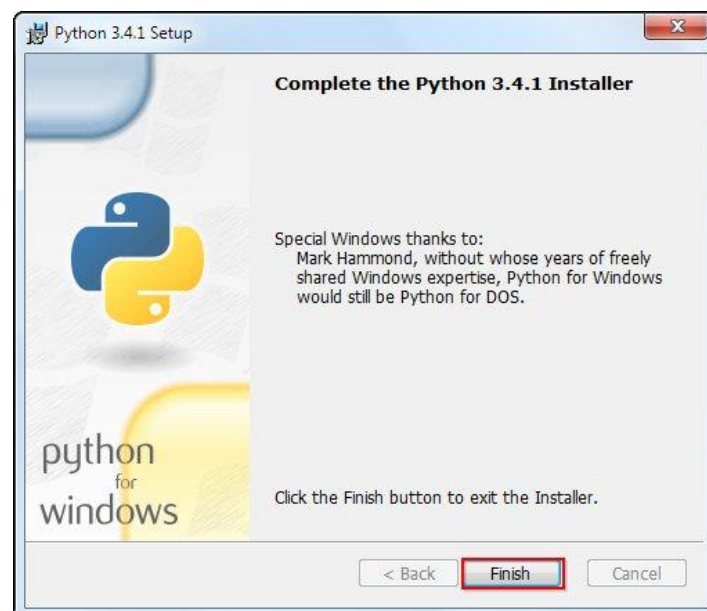 Python 3.4.1 Setup
Complete the Python 3.4.1 Installer
Special Windows thanks to:
Mark Hammond, without whose years of freely
shared Windows expertise, Python for Windows
would still be Python for DOS.
python
for
windows
Click the Finish button to exit the Installer.
< Back
Finish
Cancel